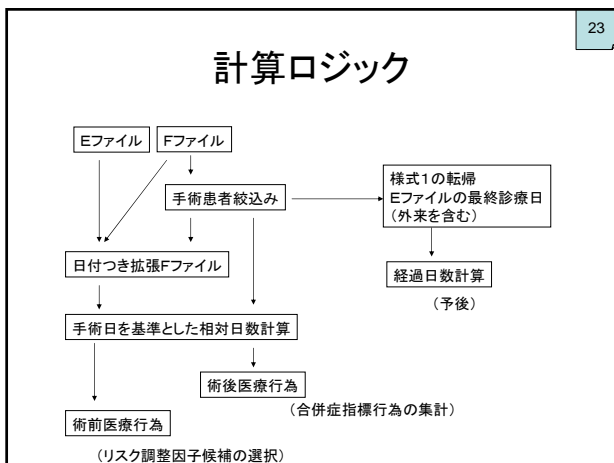 23
計算ロジック
Eファイル
Fファイル
手術患者絞込み
様式1の転帰
Eファイルの最終診療日
(外来を含む)
日付つき拡張Fファイル
経過日数計算
(予後)
手術日を基準とした相対日数計算
術後医療行為
(合併症指標行為の集計)
術前医療行為
(リスク調整因子候補の選択)